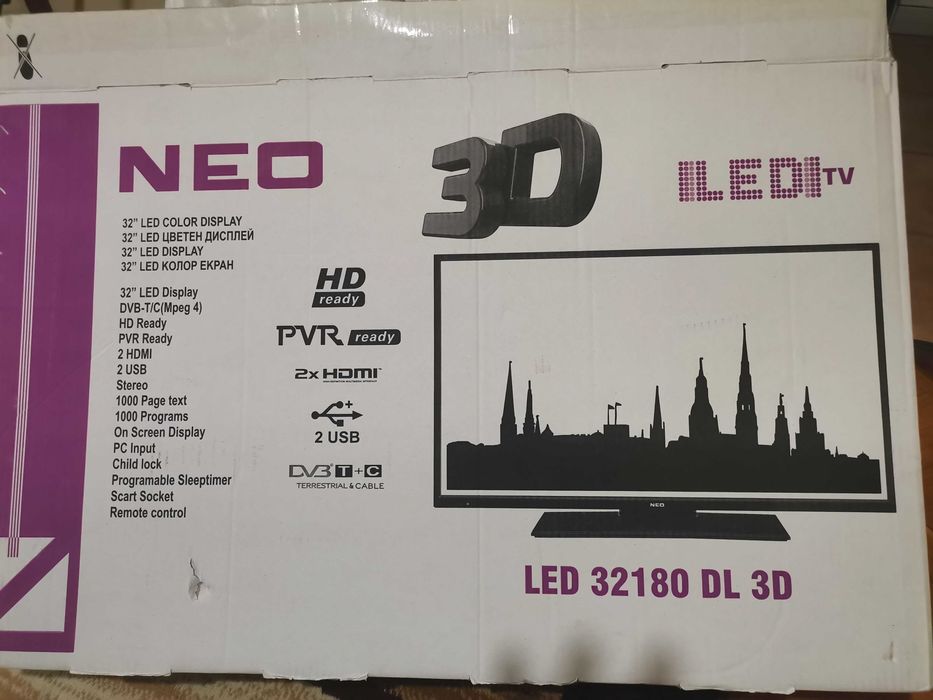 NEO
32" LED COLOR DISPLAY
32" LED ЦВЕТЕН ДИСПЛЕЙ
32" LED DISPLAY
32" LED КОЛОР ЕКРАН
32" LED Display
DVB-T/C(Mpeg 4)
HD Ready
PVR Ready
2 HDMI
2 USB
Stereo
1000 Page text
1000 Programs
On Screen Display
PC Input
Child lock
Programable Sleeptimer
Scart Socket
Remote control
HD
ready
PVR ready
2x HDMI
2 USB
DVB T+C
TERRESTRIAL & CABLE
3D
LED TV
NEO
LED 32180 DL 3D